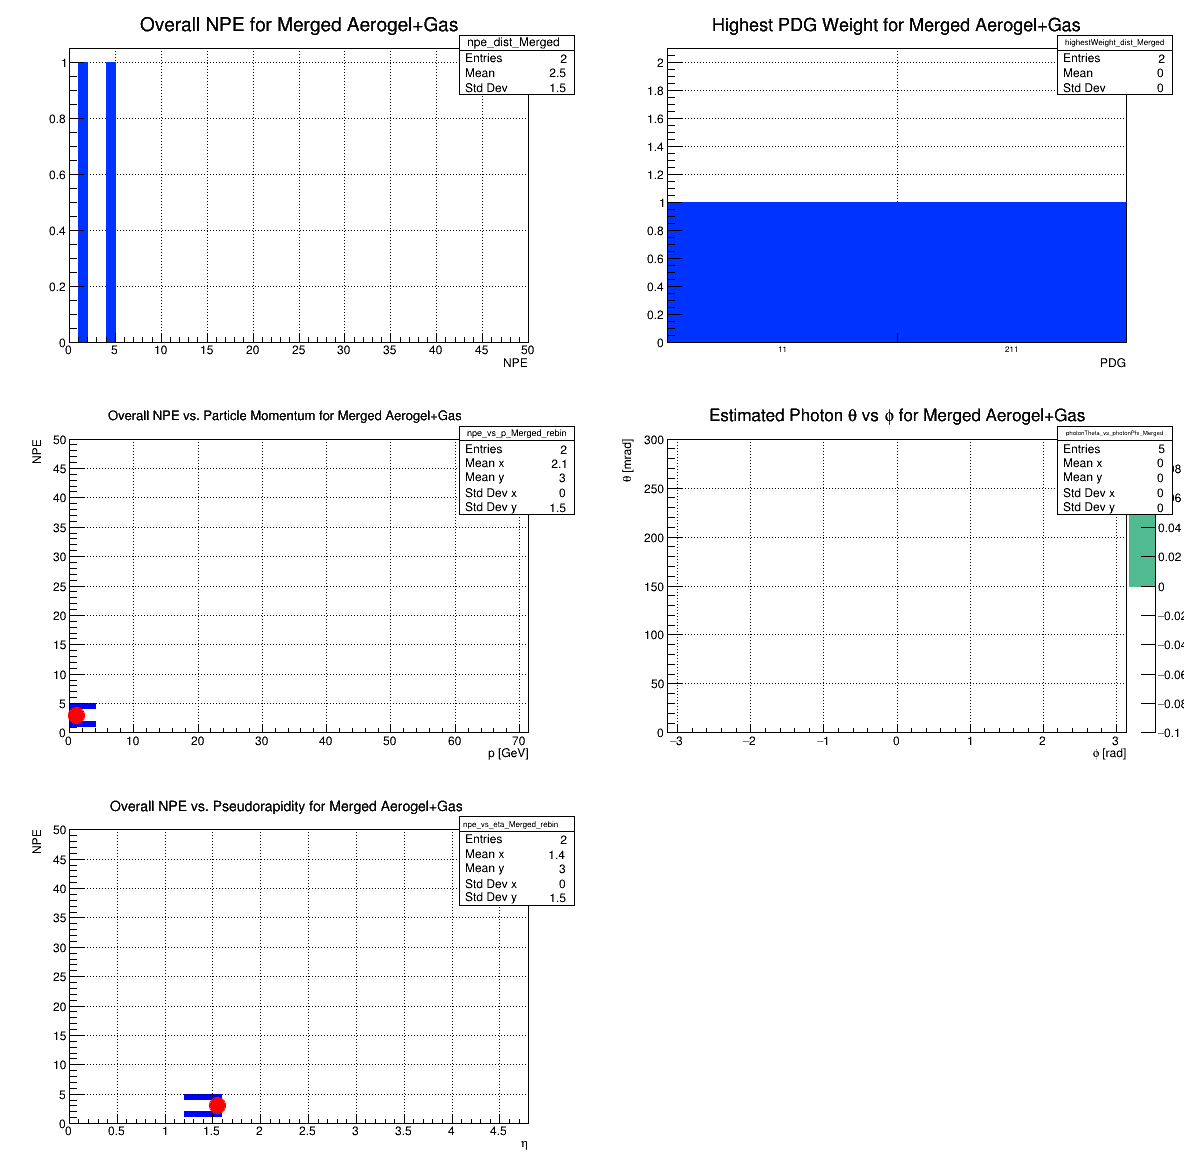 Overall NPE for Merged Aerogel+Gas
npe_dist_Merged
Entries 2
Mean 2.5
Std Dev 1.5
1
0.8
0.6
0.4
0.2
0
0 5 10 15 20 25 30 35 40 45 50
NPE
Highest PDG Weight for Merged Aerogel+Gas
highestWeight_dist_Merged
Entries 2
Mean 0
Std Dev 0
2
1.8
1.6
1.4
1.2
1
0.8
0.6
0.4
0.2
0
11 211
PDG
Overall NPE vs. Particle Momentum for Merged Aerogel+Gas
npe_vs_p_Merged_rebin
Entries 2
Mean x 2.1
Mean y 3
Std Dev x 0
Std Dev y 1.5
NPE
50
45
40
35
30
25
20
15
10
5
0
0 10 20 30 40 50 60 70
p [GeV]
Estimated Photon θ vs ϕ for Merged Aerogel+Gas
photonTheta_vs_photonPhi_Merged
Entries 5
Mean x 0
Mean y 0
Std Dev x 0
Std Dev y 0
θ [mrad]
300
250
200
150
100
50
0
−3 −2 −1 0 1 2 3
ϕ [rad]
0.04
0.02
0
−0.02
−0.04
−0.06
−0.08
−0.1
Overall NPE vs. Pseudorapidity for Merged Aerogel+Gas
npe_vs_eta_Merged_rebin
Entries 2
Mean x 1.4
Mean y 3
Std Dev x 0
Std Dev y 1.5
NPE
50
45
40
35
30
25
20
15
10
5
0
0 0.5 1 1.5 2 2.5 3 3.5 4 4.5
η